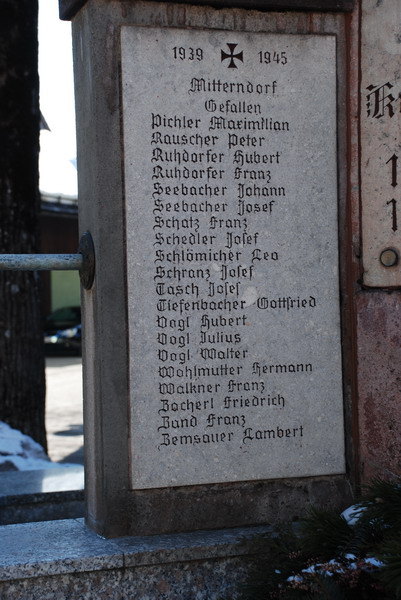 1939 1945
Mitterndorf
Gefallen
Pichler Maximilian
Rauscher Peter
Ruhdorfer Hubert
Ruhdorfer Franz
Seebacher Johann
Seebacher Josef
Schatz Franz
Schedler Josef
Schlömicher Leo
Schranz Josef
Tasch Josef
Tiefenbacher Gottfried
Vogl Hubert
Vogl Julius
Vogl Walter
Wohlmutter Hermann
Walkner Franz
Zacherl Friedrich
Zand Franz
Zemsauer Lambert